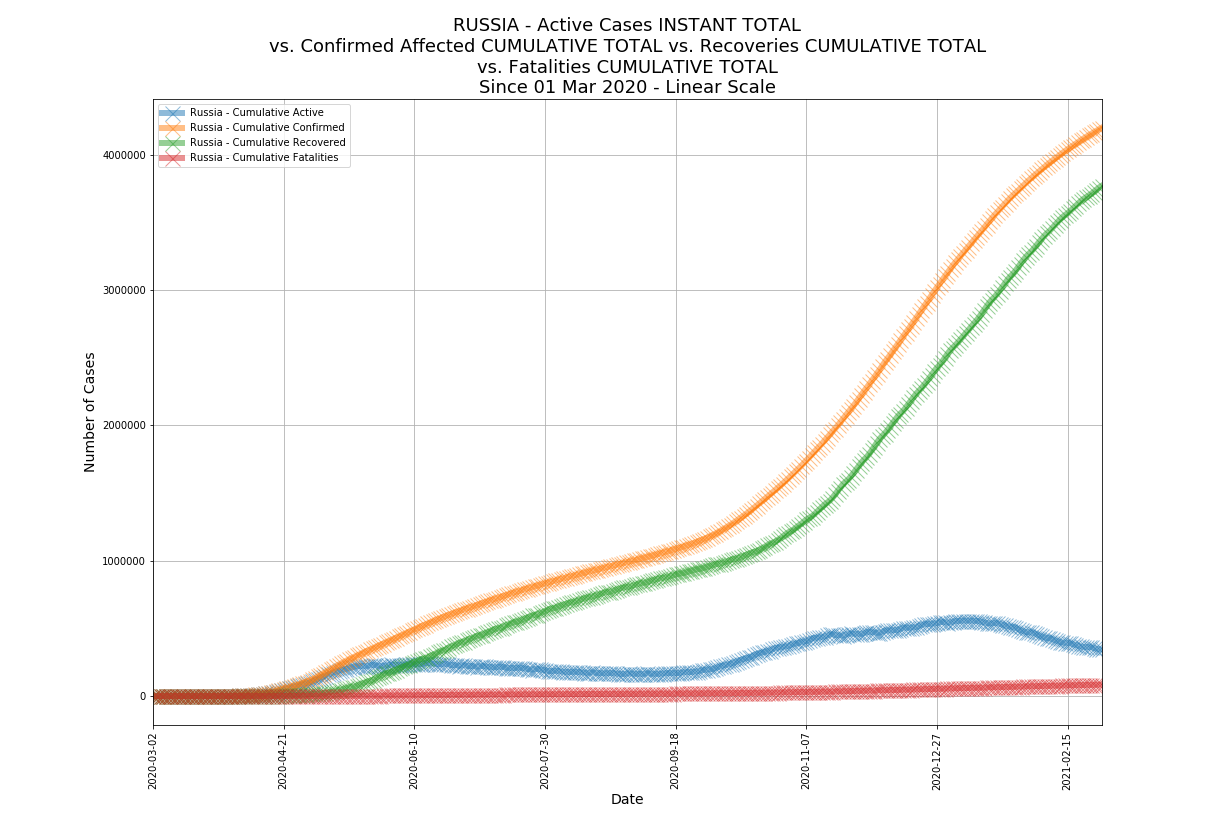 RUSSIA - Active Cases INSTANT TOTAL
vs. Confirmed Affected CUMULATIVE TOTAL vs. Recoveries CUMULATIVE TOTAL
vs. Fatalities CUMULATIVE TOTAL
Since 01 Mar 2020 - Linear Scale
Russia - Cumulative Active
Russia - Cumulative Confirmed
Russia - Cumulative Recovered
Russia - Cumulative Fatalities
Number of Cases
4000000
3000000
2000000
1000000
0
2020-03-02
2020-04-21
2020-06-10
2020-07-30
2020-09-18
2020-11-07
2020-12-27
2021-02-15
Date